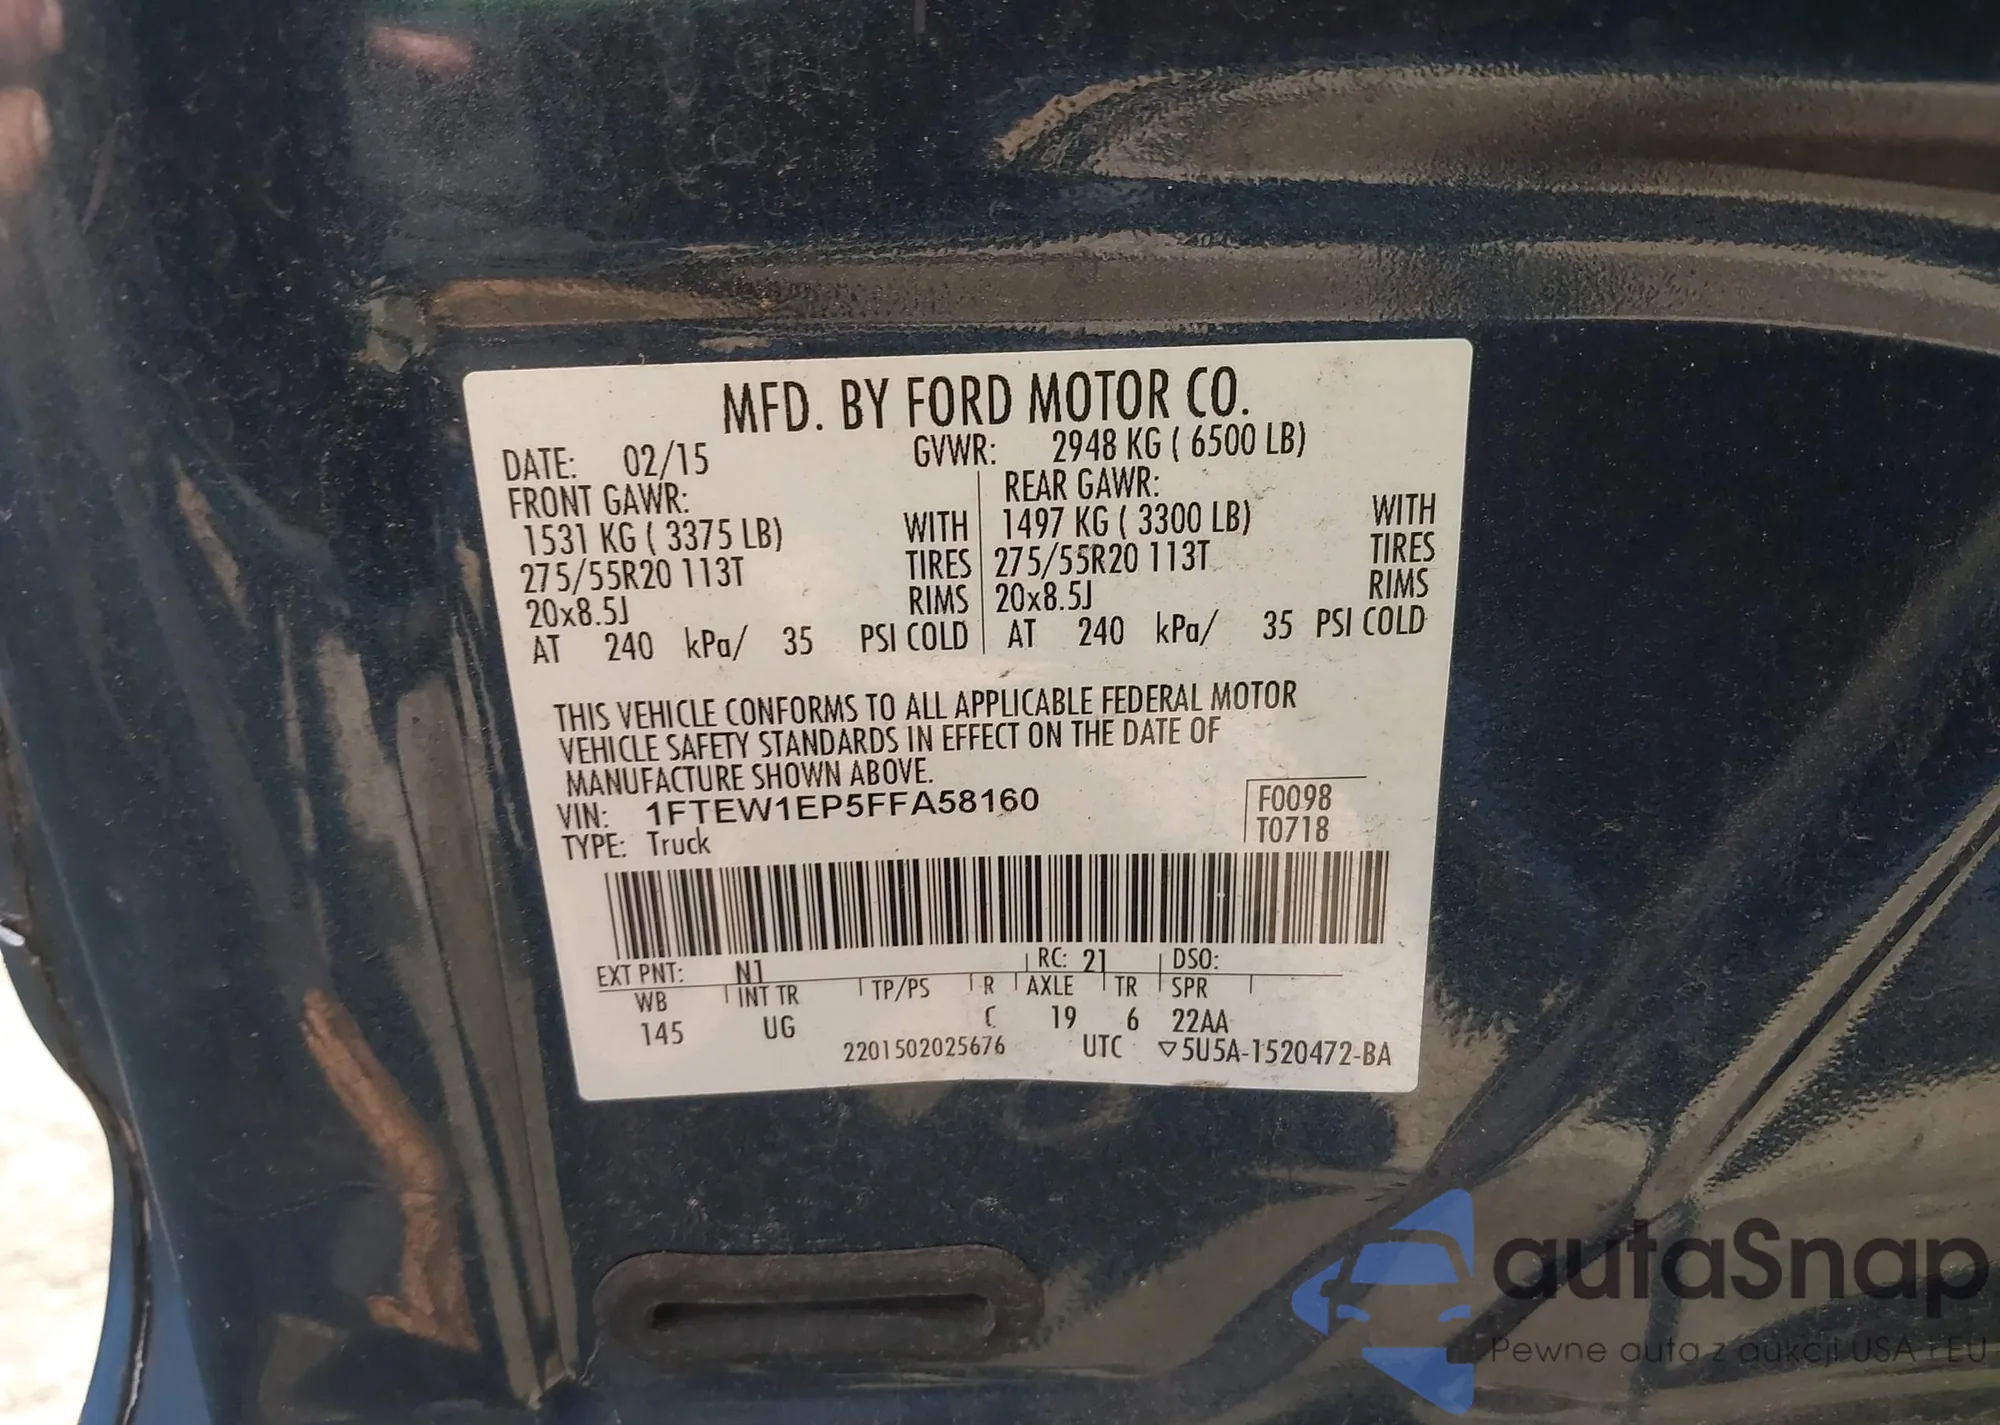 MFD. BY FORD MOTOR CO.
DATE: 02/15 GVWR: 2948 KG ( 6500 LB)
FRONT GAWR: REAR GAWR:
1531 KG ( 3375 LB) WITH 1497 KG ( 3300 LB) WITH
275/55R20 113T TIRES 275/55R20 113T TIRES
20x8.5J RIMS 20x8.5J RIMS
AT 240 kPa/ 35 PSI COLD AT 240 kPa/ 35 PSI COLD
THIS VEHICLE CONFORMS TO ALL APPLICABLE FEDERAL MOTOR
VEHICLE SAFETY STANDARDS IN EFFECT ON THE DATE OF
MANUFACTURE SHOWN ABOVE.
VIN: 1FTEW1EP5FFA58160 F0098
TYPE: Truck T0718
EXT PNT: N1 RC: 21 DSO:
WB INT TR TP/PS R AXLE TR SPR
145 UG C 19 6 22AA
2201502025676 UTC ▽5U5A-1520472-BA
autaSnap
Pewne auta z aukcji USA i EU